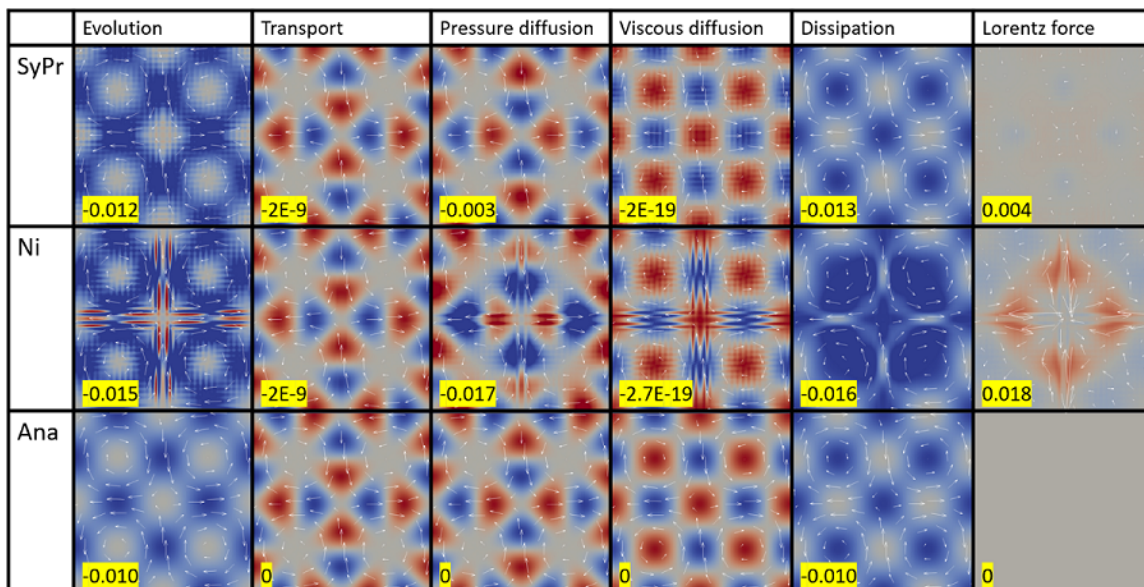 Evolution Transport Pressure diffusion Viscous diffusion Dissipation Lorentz force
SyPr
-0.012 -2E-9 -0.003 -2E-19 -0.013 0.004
Ni
-0.015 -2E-9 -0.017 -2.7E-19 -0.016 0.018
Ana
-0.010 0 0 0 -0.010 0